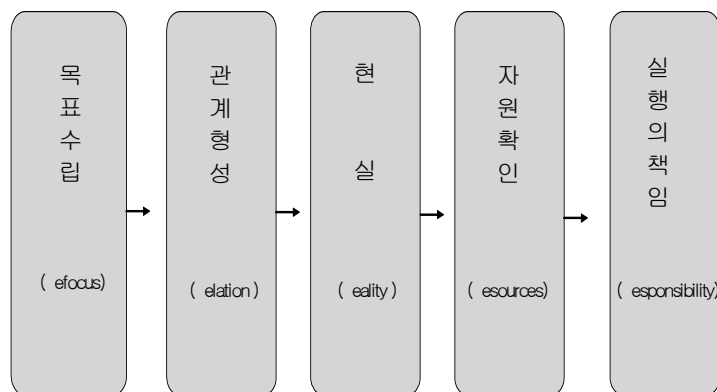 목표수립
( efocus)
관계형성
( elation)
현실
( eality)
자원확인
( esources)
실행의책임
( esponsibility)